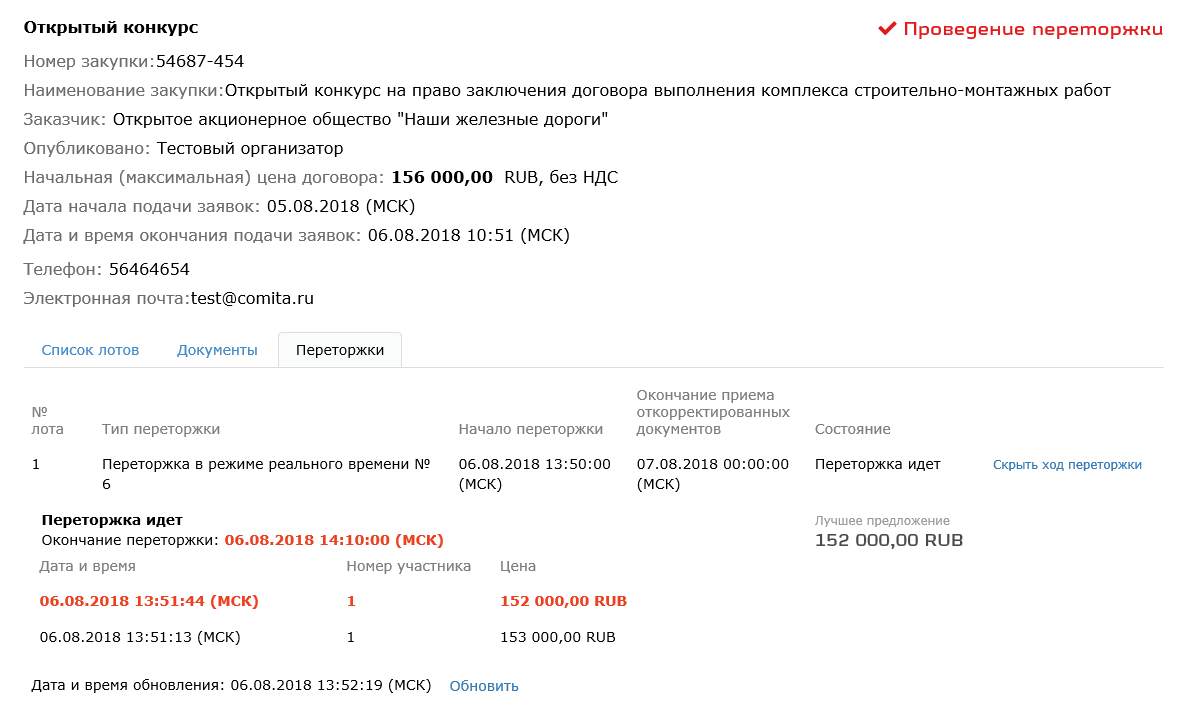 Открытый конкурс
Проведение переторжки
Номер закупки:54687-454
Наименование закупки:Открытый конкурс на право заключения договора выполнения комплекса строительно-монтажных работ
Заказчик: Открытое акционерное общество "Наши железные дороги"
Опубликовано: Тестовый организатор
Начальная (максимальная) цена договора: 156 000,00 RUB, без НДС
Дата начала подачи заявок: 05.08.2018 (МСК)
Дата и время окончания подачи заявок: 06.08.2018 10:51 (МСК)
Телефон: 56464654
Электронная почта:test@comita.ru
Список лотов Документы Переторжки
№ лота Тип переторжки Начало переторжки Окончание приема откорректированных документов Состояние
1 Переторжка в режиме реального времени № 6 06.08.2018 13:50:00 (МСК) 07.08.2018 00:00:00 (МСК) Переторжка идет Скрыть ход переторжки
Переторжка идет
Окончание переторжки: 06.08.2018 14:10:00 (МСК)
Лучшее предложение
152 000,00 RUB
Дата и время Номер участника Цена
06.08.2018 13:51:44 (МСК) 1 152 000,00 RUB
06.08.2018 13:51:13 (МСК) 1 153 000,00 RUB
Дата и время обновления: 06.08.2018 13:52:19 (МСК) Обновить